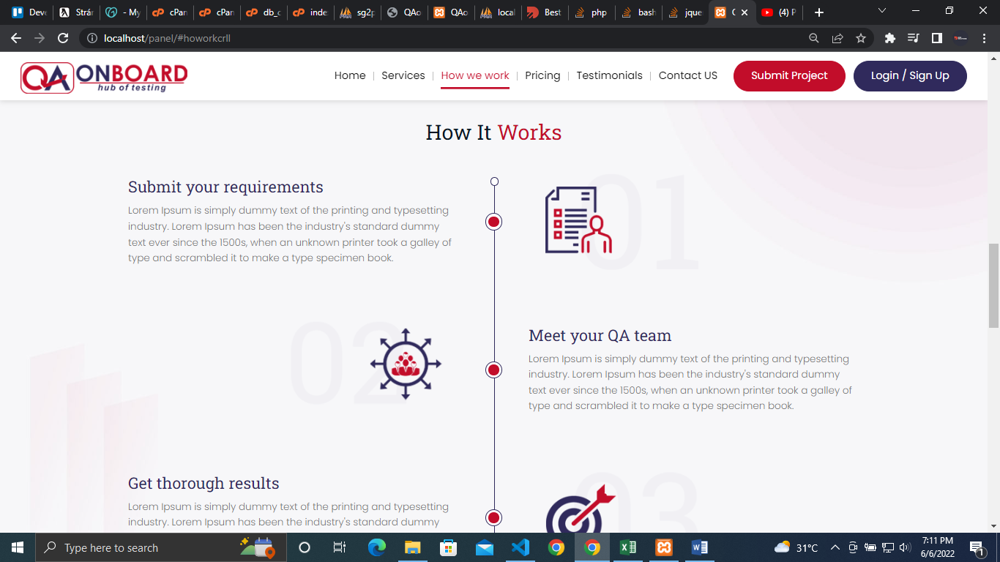 Deve
Strár
- My
cPan
cPan
db_c
inde
sg2p
QAo
QAo
local
Best
php
bash
jque
(4) P
localhost/panel/#howorkcrll
QA ONBOARD
hub of testing
Home
Services
How we work
Pricing
Testimonials
Contact US
Submit Project
Login / Sign Up
How It Works
Submit your requirements
Lorem Ipsum is simply dummy text of the printing and typesetting
industry. Lorem Ipsum has been the industry's standard dummy
text ever since the 1500s, when an unknown printer took a galley of
type and scrambled it to make a type specimen book.
01
02
Meet your QA team
Lorem Ipsum is simply dummy text of the printing and typesetting
industry. Lorem Ipsum has been the industry's standard dummy
text ever since the 1500s, when an unknown printer took a galley of
type and scrambled it to make a type specimen book.
Get thorough results
Lorem Ipsum is simply dummy text of the printing and typesetting
industry. Lorem Ipsum has been the industry's standard dummy
03
Type here to search
31°C
7:11 PM
6/6/2022
1